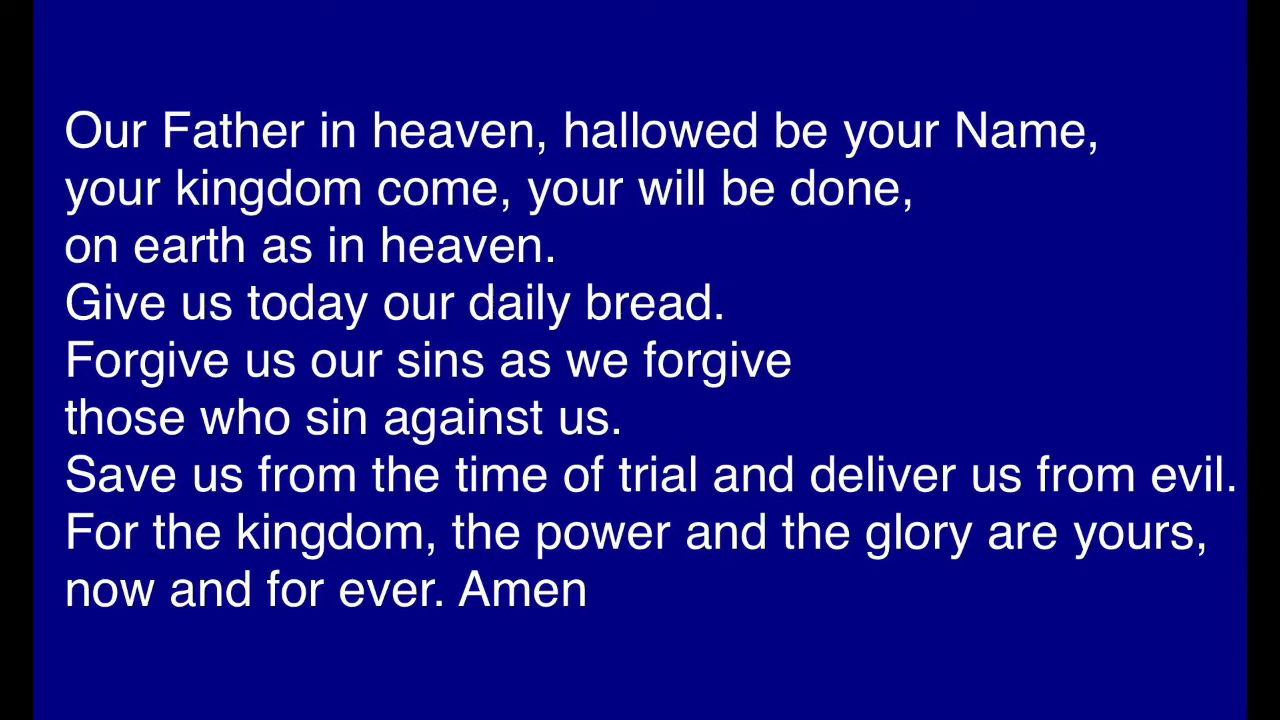 Our Father in heaven, hallowed be your Name,
your kingdom come, your will be done,
on earth as in heaven.
Give us today our daily bread.
Forgive us our sins as we forgive
those who sin against us.
Save us from the time of trial and deliver us from evil.
For the kingdom, the power and the glory are yours,
now and for ever. Amen